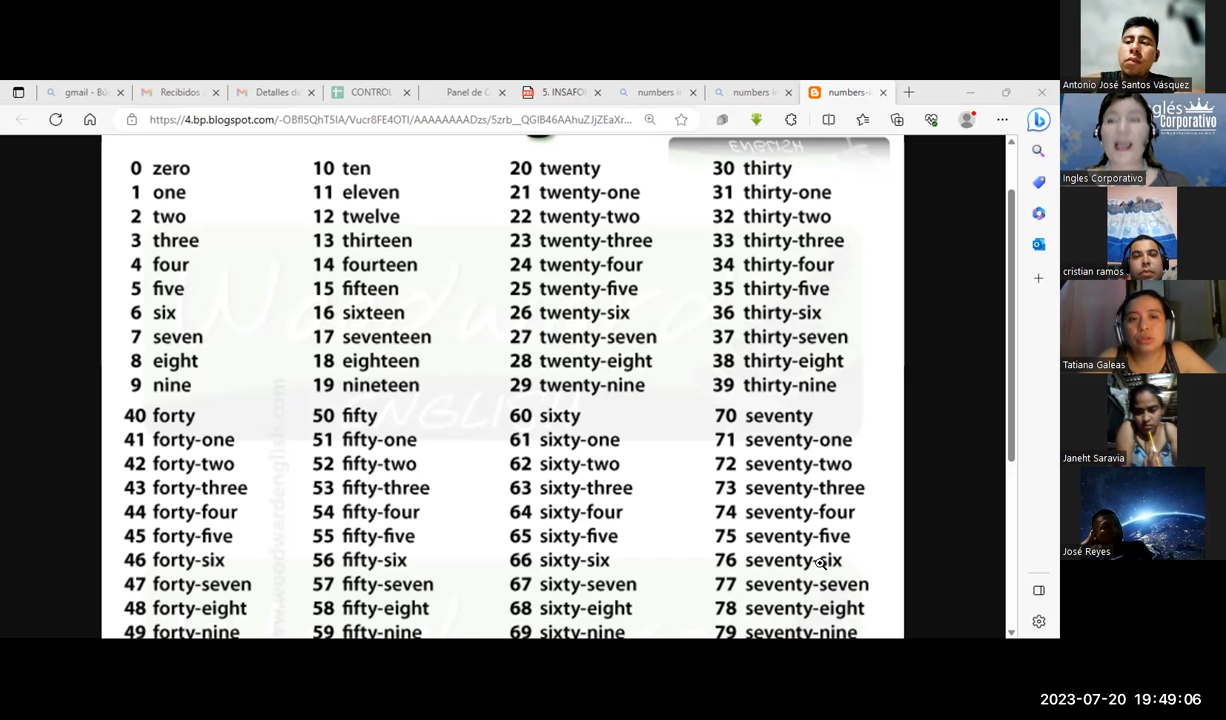 gmail - Bú
Recibidos
Detalles de
CONTROL
Panel de C
5. INSAFO
numbers i
numbers i
numbers-i
https://4.bp.blogspot.com/-OBfl5QhT5IA/Vucr8FE4OTI/AAAAAAAADzs/5zrb__QGIB46AAhuZJjZEaXr...
ENGLISH
0 zero 10 ten 20 twenty 30 thirty
1 one 11 eleven 21 twenty-one 31 thirty-one
2 two 12 twelve 22 twenty-two 32 thirty-two
3 three 13 thirteen 23 twenty-three 33 thirty-three
4 four 14 fourteen 24 twenty-four 34 thirty-four
5 five 15 fifteen 25 twenty-five 35 thirty-five
6 six 16 sixteen 26 twenty-six 36 thirty-six
7 seven 17 seventeen 27 twenty-seven 37 thirty-seven
8 eight 18 eighteen 28 twenty-eight 38 thirty-eight
9 nine 19 nineteen 29 twenty-nine 39 thirty-nine
40 forty 50 fifty 60 sixty 70 seventy
41 forty-one 51 fifty-one 61 sixty-one 71 seventy-one
42 forty-two 52 fifty-two 62 sixty-two 72 seventy-two
43 forty-three 53 fifty-three 63 sixty-three 73 seventy-three
44 forty-four 54 fifty-four 64 sixty-four 74 seventy-four
45 forty-five 55 fifty-five 65 sixty-five 75 seventy-five
46 forty-six 56 fifty-six 66 sixty-six 76 seventy-six
47 forty-seven 57 fifty-seven 67 sixty-seven 77 seventy-seven
48 forty-eight 58 fifty-eight 68 sixty-eight 78 seventy-eight
49 forty-nine 59 fifty-nine 69 sixty-nine 79 seventy-nine
ENGLISH
www.woodwardenglish.com
Antonio José Santos Vásquez
glés
Corporativo
Ingles Corporativo
cristian ramos
Tatiana Galeas
Janeht Saravia
José Reyes
2023-07-20 19:49:06